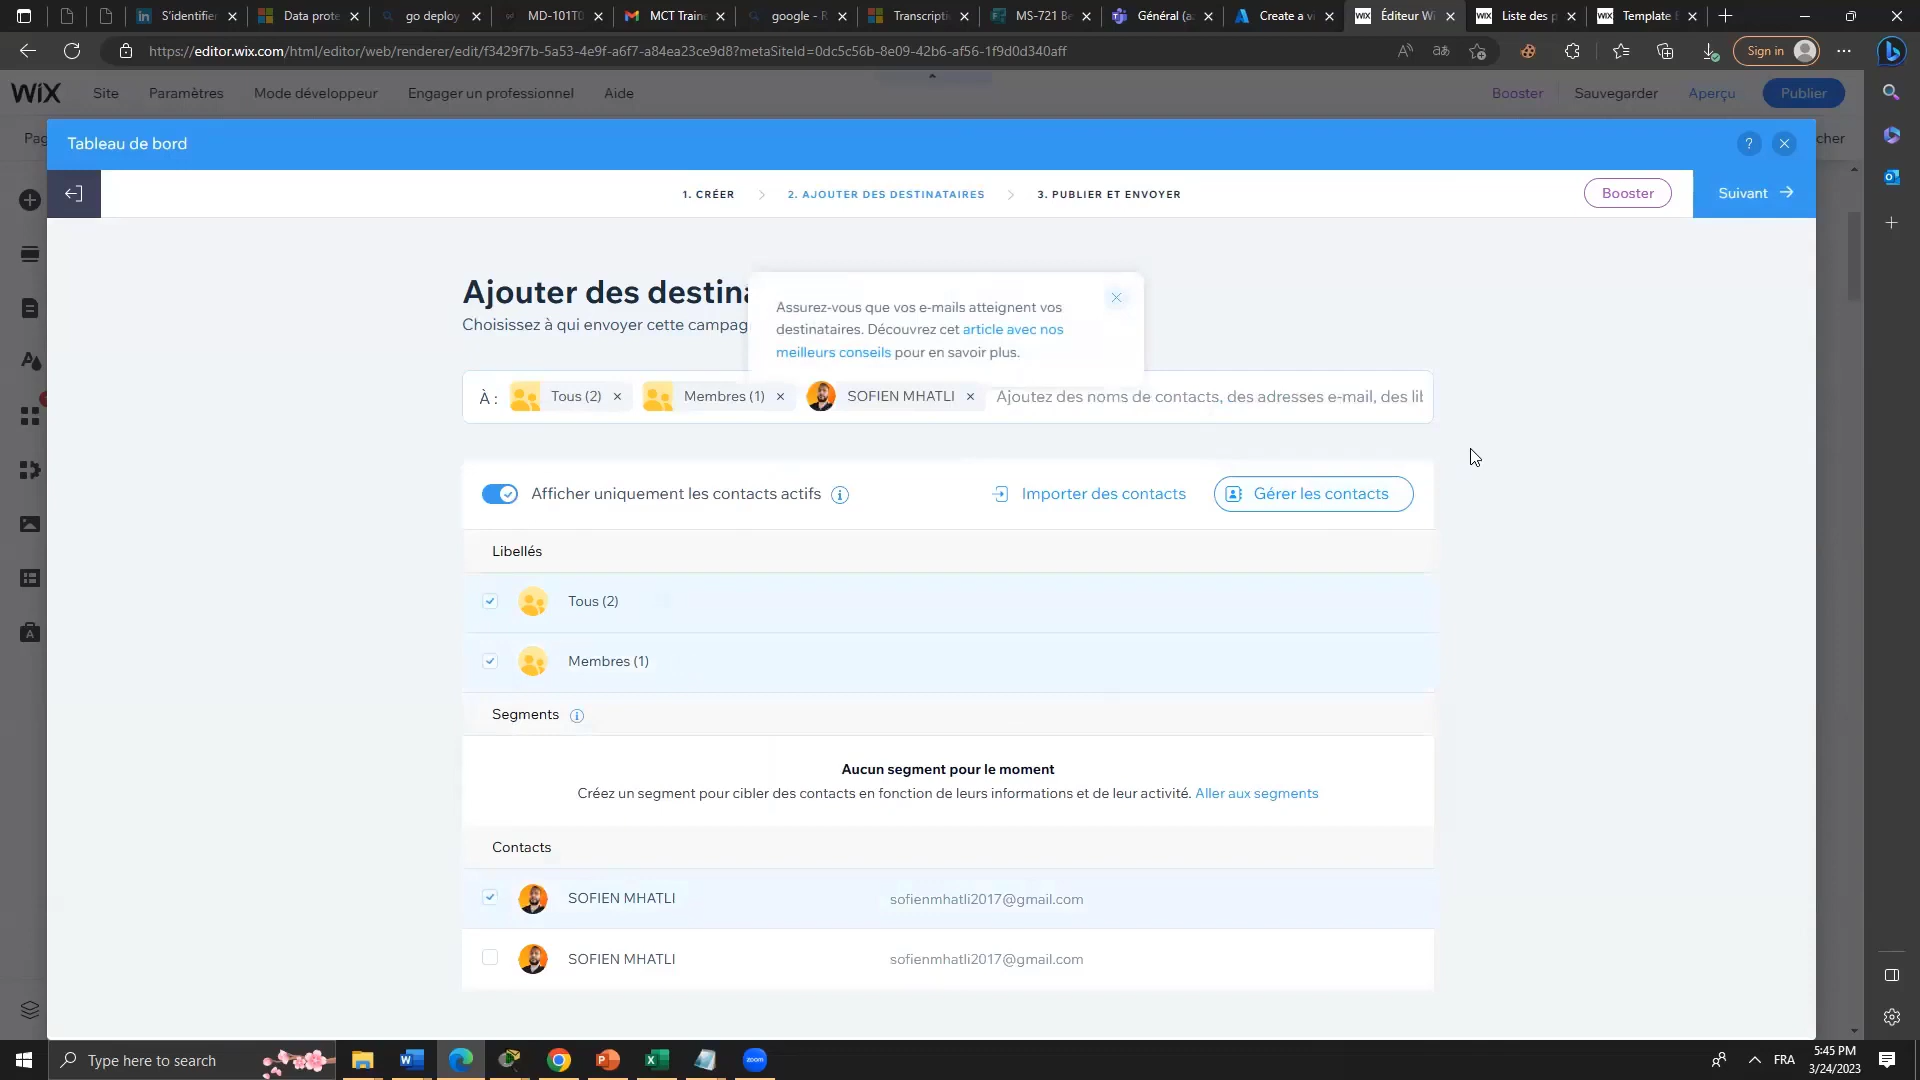 S'identifier
Data prote
go deploy
MD-101T0
MCT Traine
google - R
Transcripti
MS-721 Be
Général (a
Create a vi
Éditeur Wi
Liste des p
Template E
https://editor.wix.com/html/editor/web/renderer/edit/f3429f7b-5a53-4e9f-a6f7-a84ea23ce9d8?metaSiteId=0dc5c56b-8e09-42b6-af56-1f9d0d340aff
Sign in
WiX Site Paramètres Mode développeur Engager un professionnel Aide Booster Sauvegarder Aperçu Publier
Pag
cher
Tableau de bord
?
1. CRÉER > 2. AJOUTER DES DESTINATAIRES > 3. PUBLIER ET ENVOYER Booster Suivant →
Ajouter des destina
Choisissez à qui envoyer cette campag
Assurez-vous que vos e-mails atteignent vos
destinataires. Découvrez cet article avec nos
meilleurs conseils pour en savoir plus.
À : Tous (2) × Membres (1) × SOFIEN MHATLI × Ajoutez des noms de contacts, des adresses e-mail, des lib
Afficher uniquement les contacts actifs Importer des contacts Gérer les contacts
Libellés
Tous (2)
Membres (1)
Segments
Aucun segment pour le moment
Créez un segment pour cibler des contacts en fonction de leurs informations et de leur activité. Aller aux segments
Contacts
SOFIEN MHATLI sofienmhatli2017@gmail.com
SOFIEN MHATLI sofienmhatli2017@gmail.com
Type here to search
zoom
FRA
5:45 PM
3/24/2023